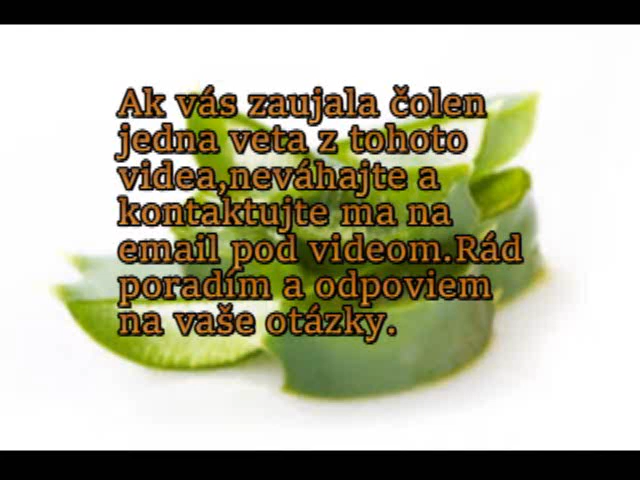 Ak vás zaujala čolen
jedna veta z tohoto
videa,neváhajte a
kontaktujte ma na
email pod videom.Rád
poradím a odpoviem
na vaše otázky.